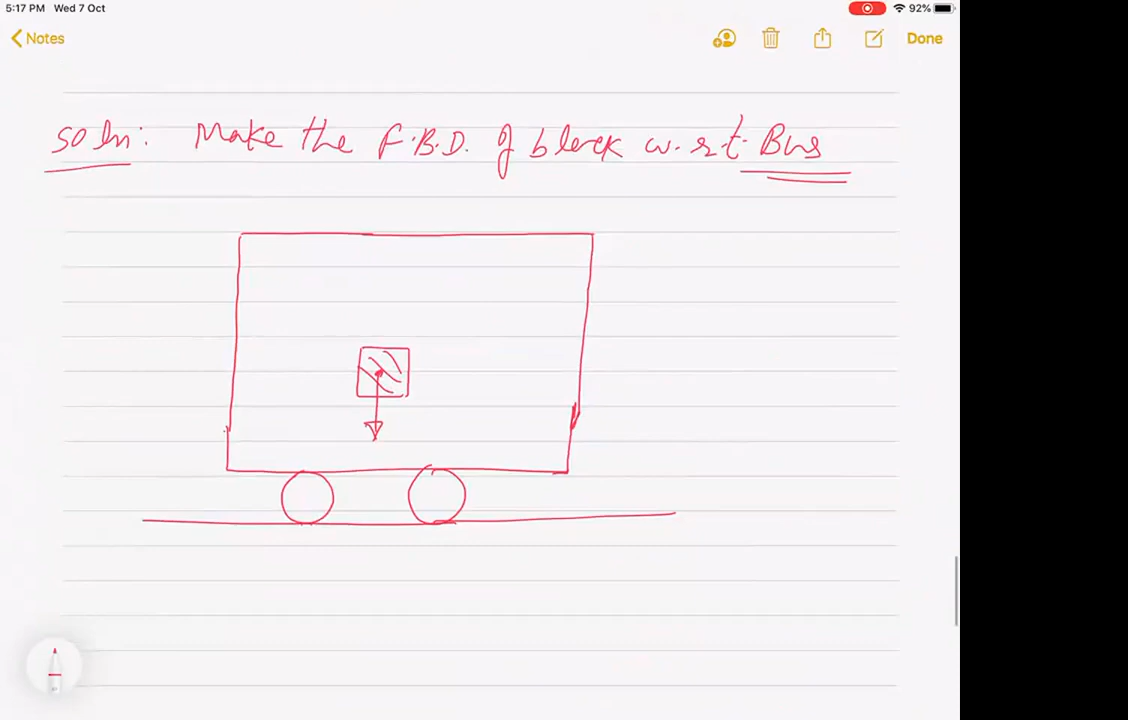 5:17 PM Wed 7 Oct
92%
Notes
Done
Soln: Make the F.B.D. of block w.r.t. Bus